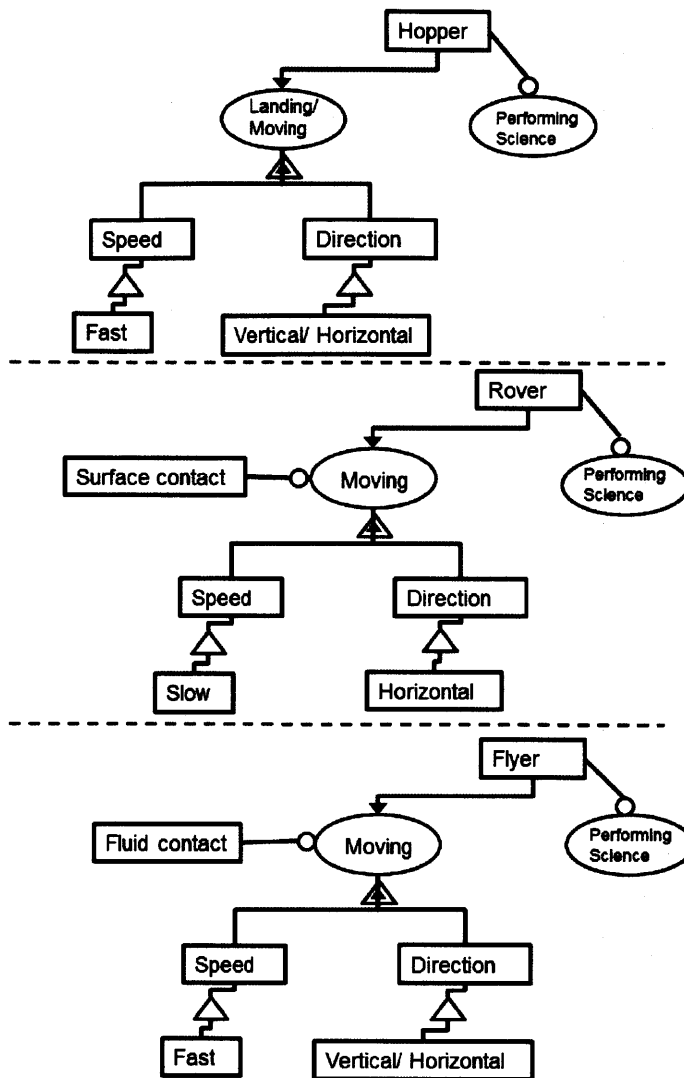 Hopper
Landing/
Moving
Performing
Science
Speed
Direction
Fast
Vertical/ Horizontal
Rover
Surface contact
Moving
Performing
Science
Speed
Direction
Slow
Horizontal
Flyer
Fluid contact
Moving
Performing
Science
Speed
Direction
Fast
Vertical/ Horizontal